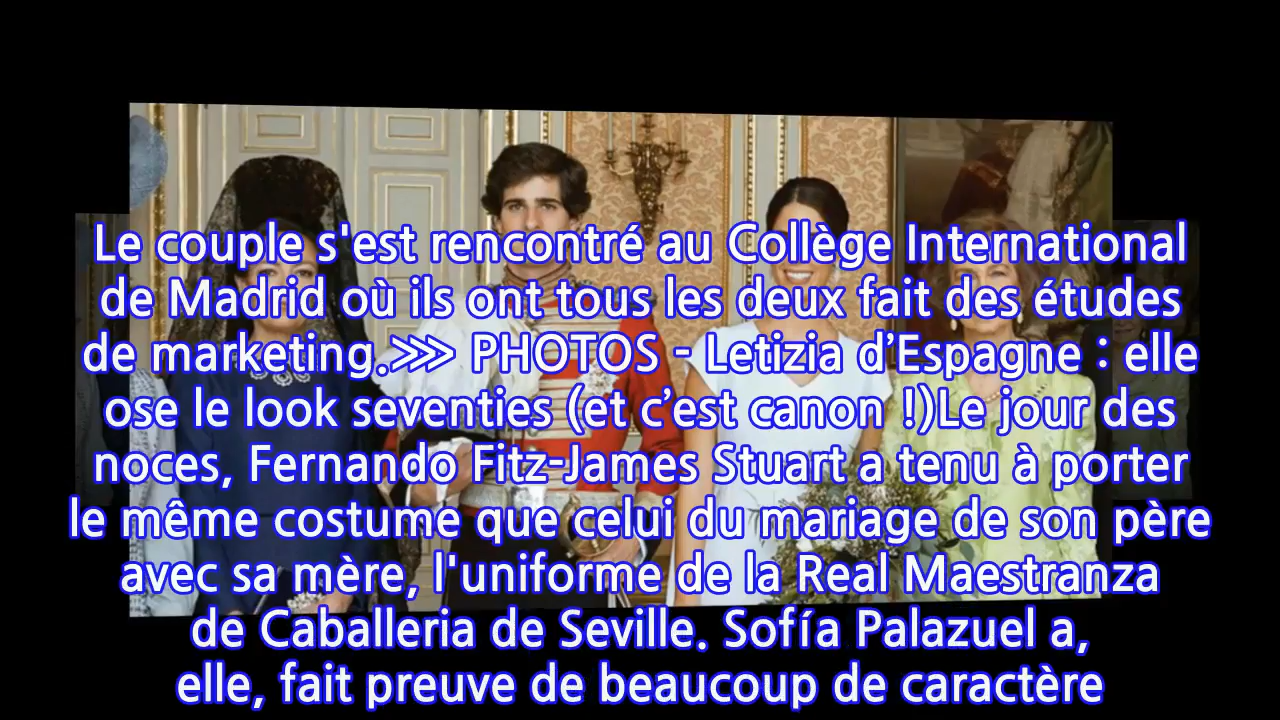 Le couple s'est rencontré au Collège International
de Madrid où ils ont tous les deux fait des études
de marketing.>>> PHOTOS - Letizia d’Espagne : elle
ose le look seventies (et c’est canon !)Le jour des
noces, Fernando Fitz-James Stuart a tenu à porter
le même costume que celui du mariage de son père
avec sa mère, l'uniforme de la Real Maestranza
de Caballeria de Seville. Sofía Palazuel a,
elle, fait preuve de beaucoup de caractère